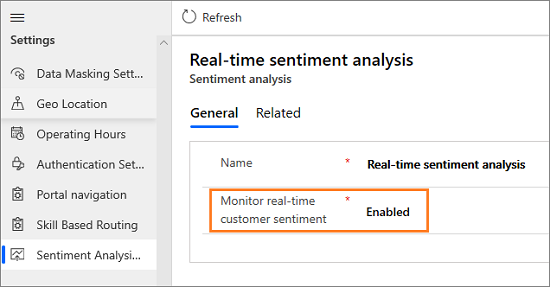 Refresh
Settings
Data Masking Sett...
Geo Location
Operating Hours
Authentication Set...
Portal navigation
Skill Based Routing
Sentiment Analysi...
Real-time sentiment analysis
Sentiment analysis
General Related
Name * Real-time sentiment analysis
Monitor real-time * Enabled
customer sentiment